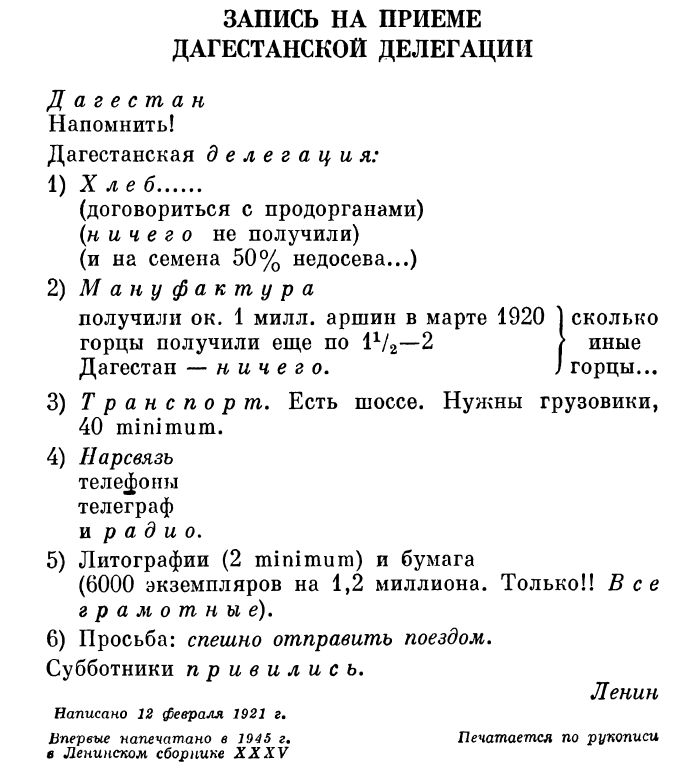 ЗАПИСЬ НА ПРИЕМЕ
ДАГЕСТАНСКОЙ ДЕЛЕГАЦИИ
Дагестан
Напомнить!
Дагестанская делегация:
1) Хлеб......
(договориться с продорганами)
(ничего не получили)
(и на семена 50% недосева...)
2) Мануфактура
получили ок. 1 милл. аршин в марте 1920 } сколько
горцы получили еще по 1¹/₂—2 } иные
Дагестан — ничего. } горцы...
3) Транспорт. Есть шоссе. Нужны грузовики,
40 minimum.
4) Нарсвязь
телефоны
телеграф
и радио.
5) Литографии (2 minimum) и бумага
(6000 экземпляров на 1,2 миллиона. Только!! Все
грамотные).
6) Просьба: спешно отправить поездом.
Субботники привились.
Ленин
Написано 12 февраля 1921 г.
Впервые напечатано в 1945 г.
в Ленинском сборнике XXXV
Печатается по рукописи